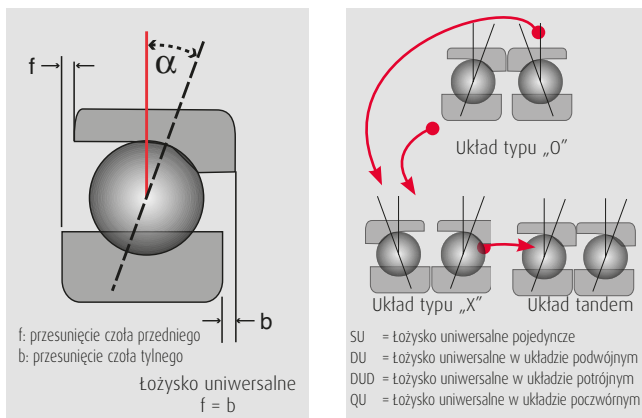 f
α
b
f: przesunięcie czoła przedniego
b: przesunięcie czoła tylnego
Łożysko uniwersalne
f = b
Układ typu „O”
Układ typu „X”
Układ tandem
SU = Łożysko uniwersalne pojedyncze
DU = Łożysko uniwersalne w układzie podwójnym
DUD = Łożysko uniwersalne w układzie potrójnym
QU = Łożysko uniwersalne w układzie poczwórnym